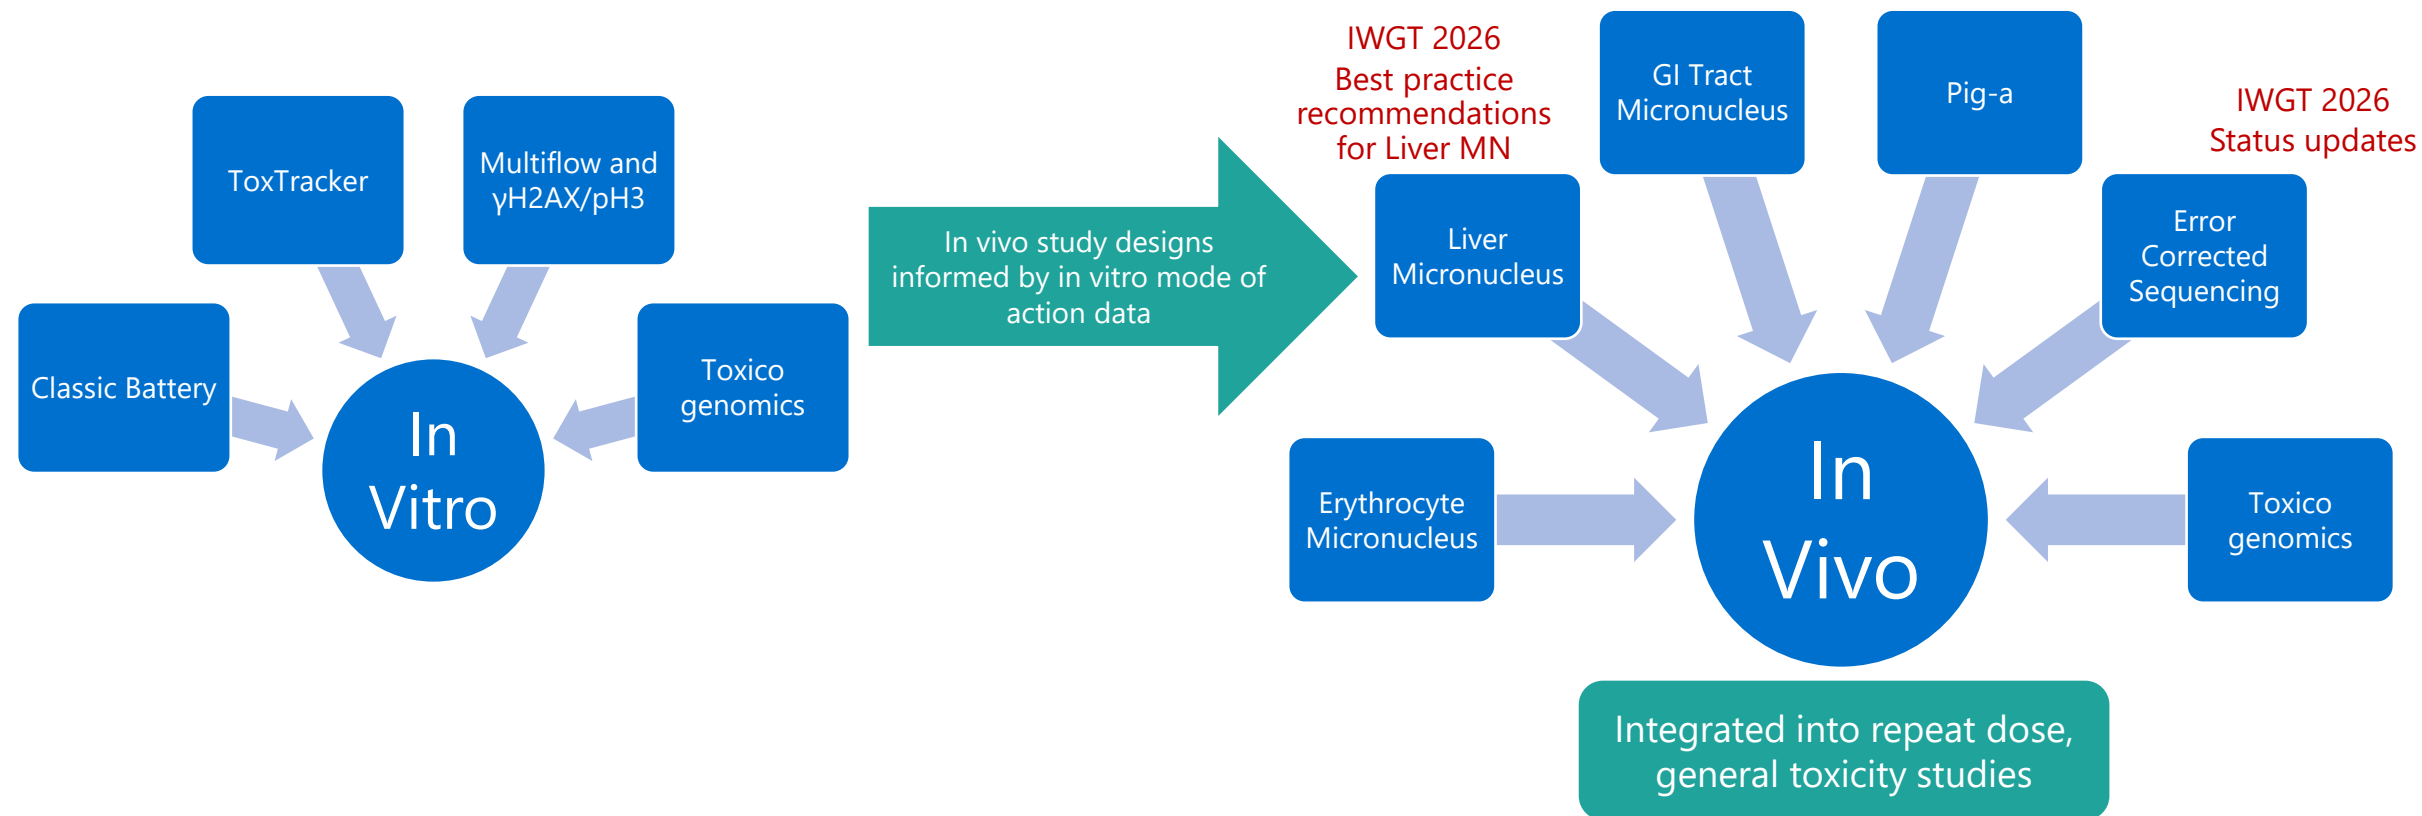 Classic Battery
ToxTracker
Multiflow and
γH2AX/pH3
Toxico
genomics
In
Vitro
In vivo study designs
informed by in vitro mode of
action data
IWGT 2026
Best practice
recommendations
for Liver MN
Erythrocyte
Micronucleus
Liver
Micronucleus
GI Tract
Micronucleus
Pig-a
IWGT 2026
Status updates
Error
Corrected
Sequencing
Toxico
genomics
In
Vivo
Integrated into repeat dose,
general toxicity studies